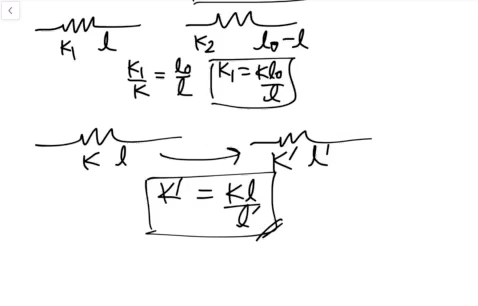 K₁ l K₂ l₀-l
K₁/K = l₀/l K₁ = Kl₀/l
K l K' l'
K' = Kl/l'